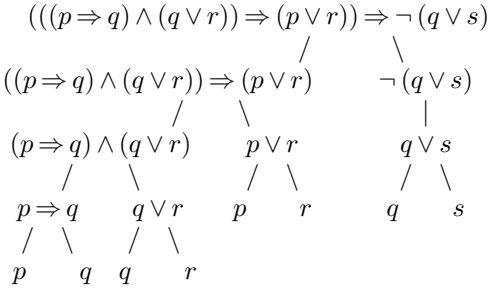 (((p ⇒ q) ∧ (q ∨ r)) ⇒ (p ∨ r)) ⇒ ¬ (q ∨ s)
((p ⇒ q) ∧ (q ∨ r)) ⇒ (p ∨ r) ¬ (q ∨ s)
(p ⇒ q) ∧ (q ∨ r) p ∨ r q ∨ s
p ⇒ q q ∨ r p r q s
p q q r